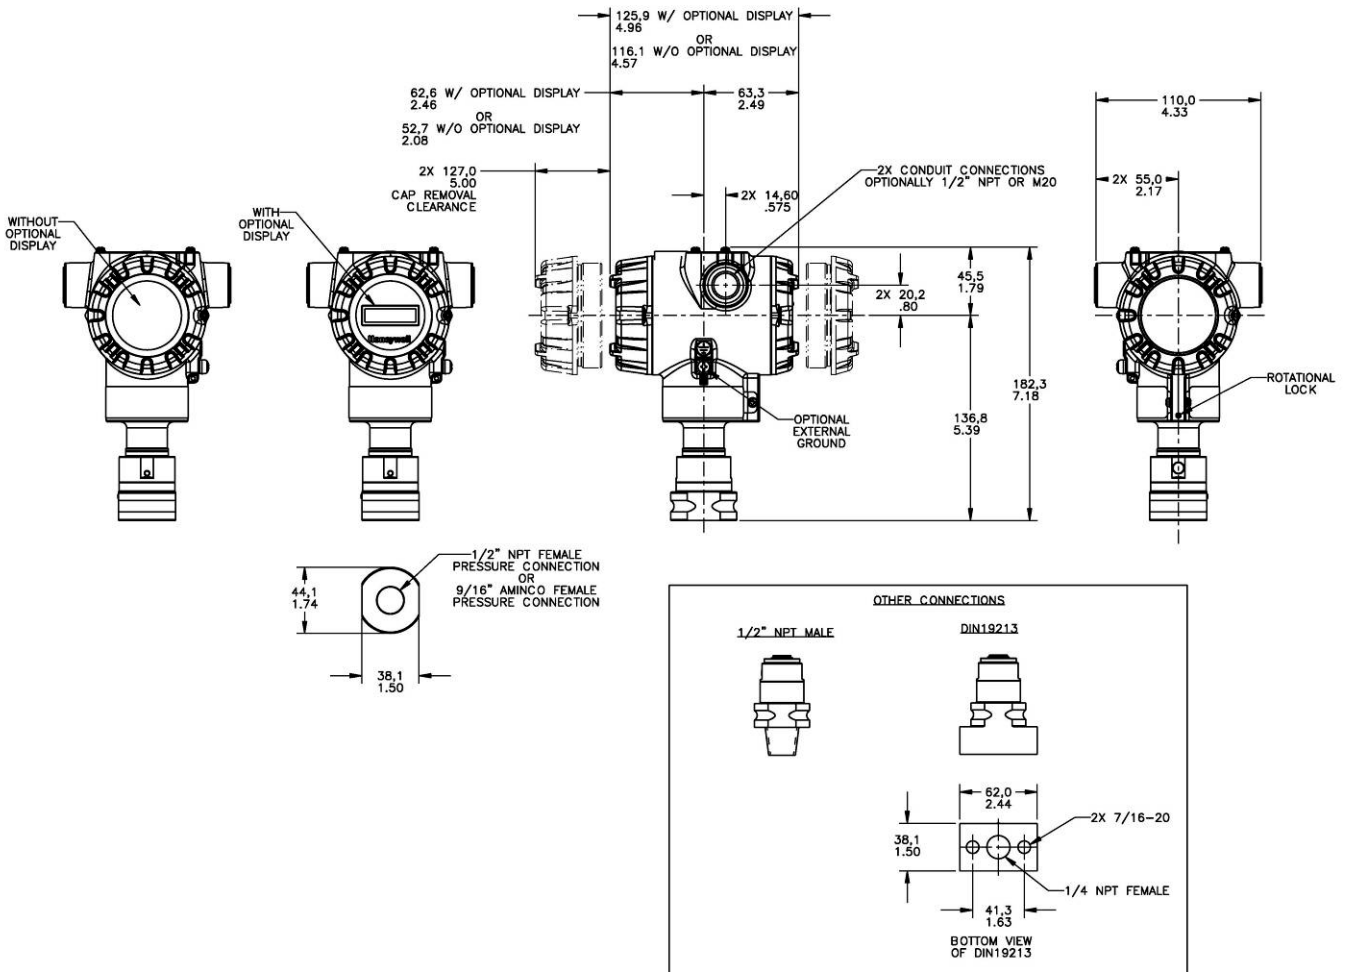 125,9 W/ OPTIONAL DISPLAY
4.96
OR
116.1 W/O OPTIONAL DISPLAY
4.57
62,6 W/ OPTIONAL DISPLAY
2.46
OR
52,7 W/O OPTIONAL DISPLAY
2.08
63,3
2.49
110,0
4.33
2X 127,0
5.00
CAP REMOVAL
CLEARANCE
2X 14,60
.575
2X CONDUIT CONNECTIONS
OPTIONALLY 1/2" NPT OR M20
2X 55,0
2.17
WITHOUT
OPTIONAL
DISPLAY
WITH
OPTIONAL
DISPLAY
Honeywell
2X 20,2
.80
45,5
1.79
182,3
7.18
136,8
5.39
OPTIONAL
EXTERNAL
GROUND
ROTATIONAL
LOCK
1/2" NPT FEMALE
PRESSURE CONNECTION
OR
9/16" AMINCO FEMALE
PRESSURE CONNECTION
44,1
1.74
38,1
1.50
OTHER CONNECTIONS
1/2" NPT MALE
DIN19213
62,0
2.44
38,1
1.50
2X 7/16-20
1/4 NPT FEMALE
41,3
1.63
BOTTOM VIEW
OF DIN19213